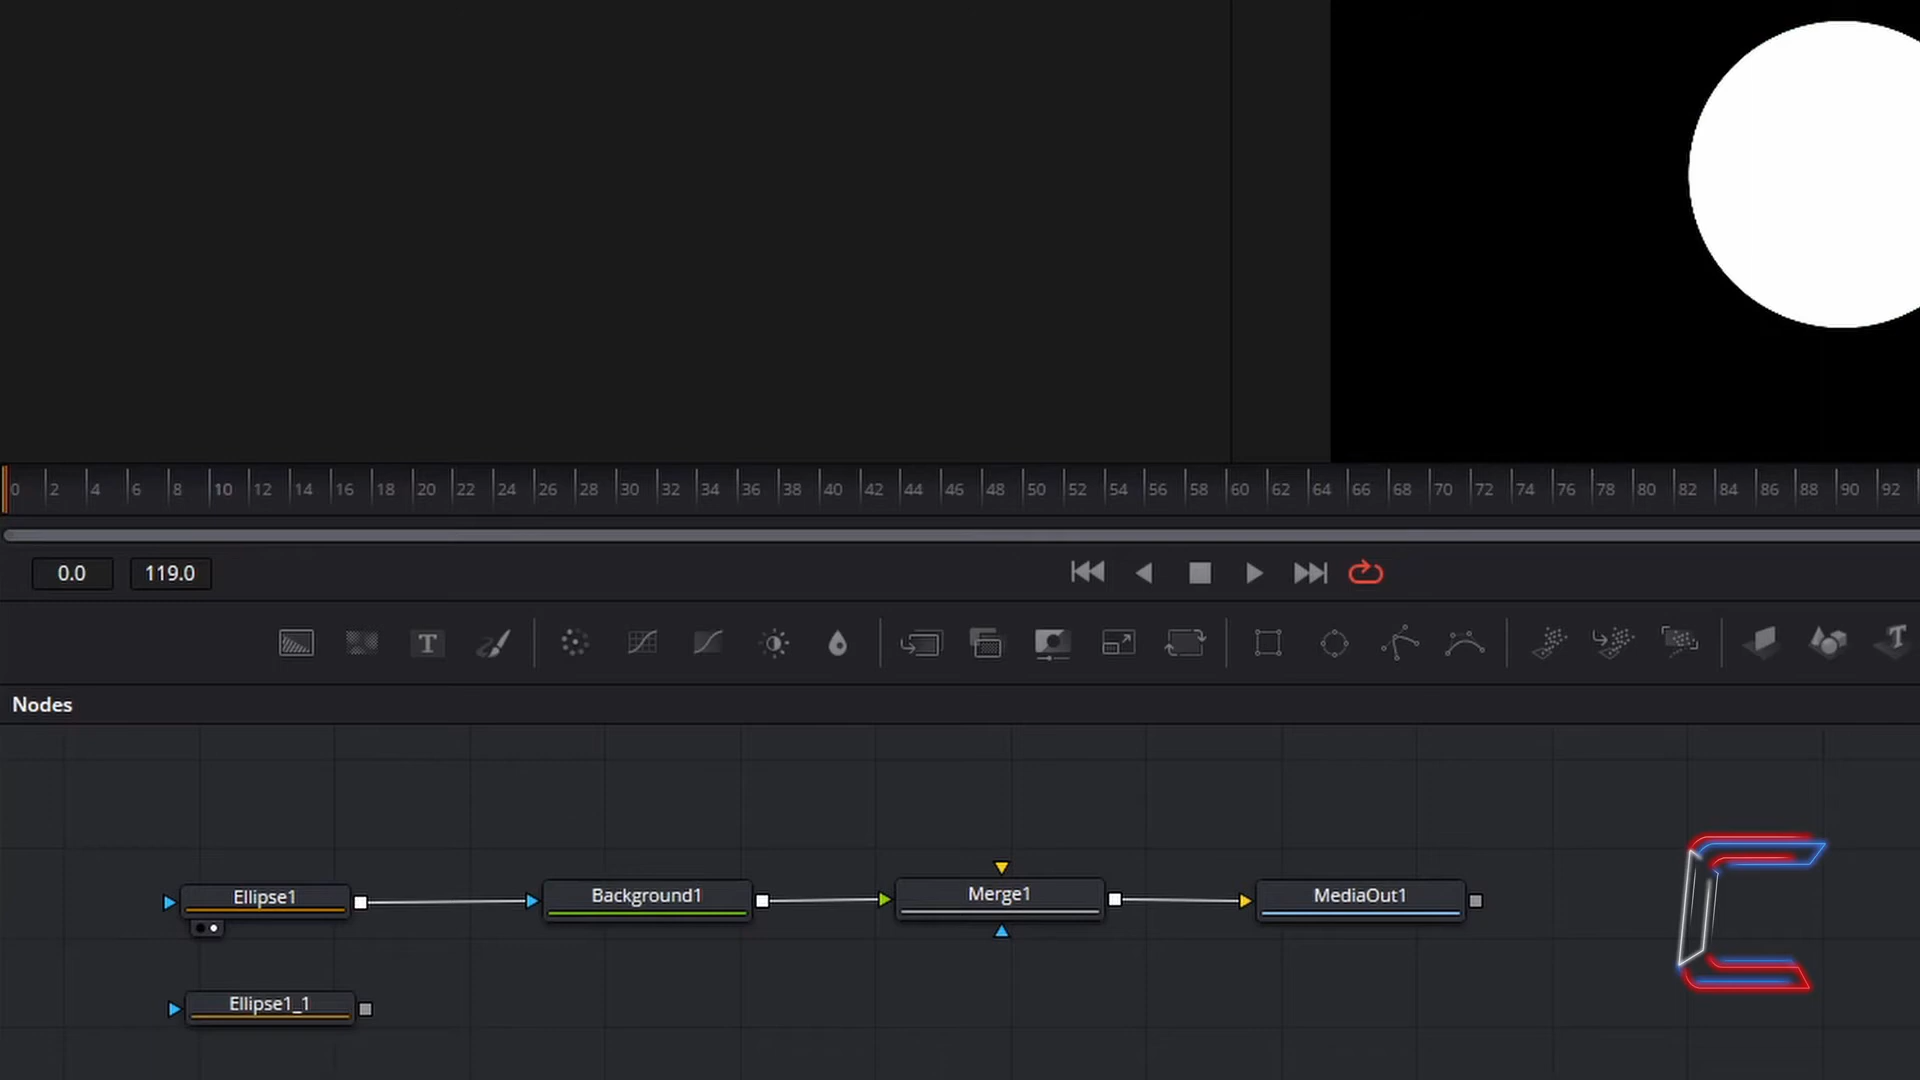 0 2 4 6 8 10 12 14 16 18 20 22 24 26 28 30 32 34 36 38 40 42 44 46 48 50 52 54 56 58 60 62 64 66 68 70 72 74 76 78 80 82 84 86 88 90 92
0.0 119.0
T T
Nodes
Ellipse1 Background1 Merge1 MediaOut1
Ellipse1_1